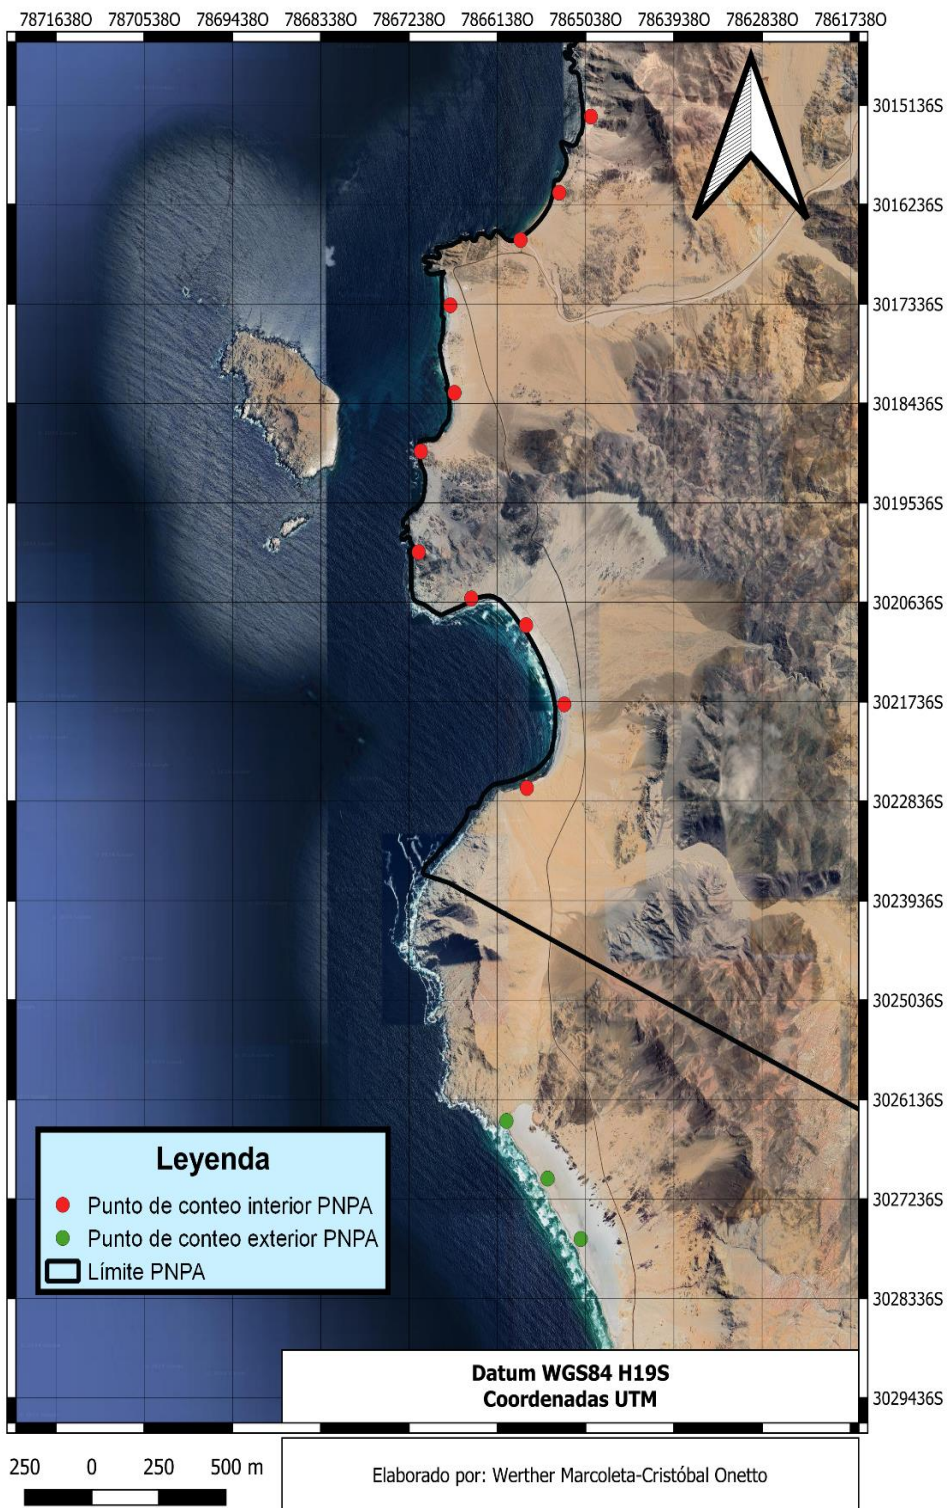 7871638O 7870538O 7869438O 7868338O 7867238O 7866138O 7865038O 7863938O 7862838O 7861738O
3015136S
3016236S
3017336S
3018436S
3019536S
3020636S
3021736S
3022836S
3023936S
3025036S
3026136S
3027236S
3028336S
3029436S
Leyenda
Punto de conteo interior PNPA
Punto de conteo exterior PNPA
Límite PNPA
Datum WGS84 H19S
Coordenadas UTM
250 0 250 500 m
Elaborado por: Werther Marcoleta-Cristóbal Onetto